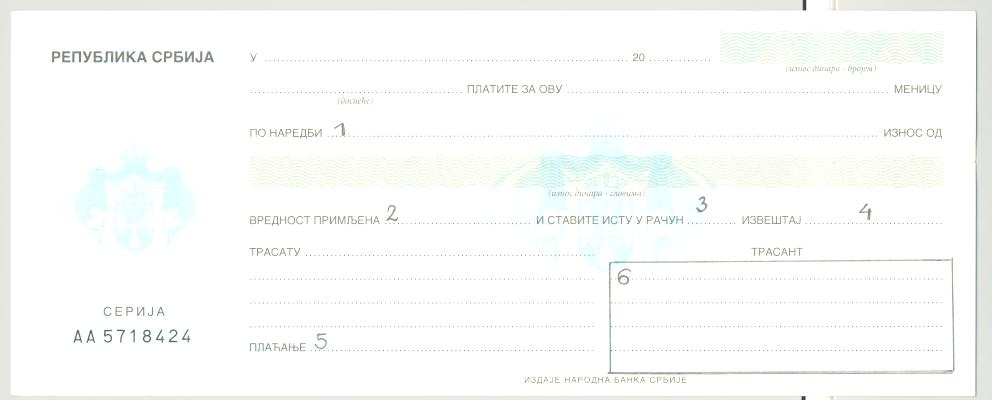 РЕПУБЛИКА СРБИЈА
У ........ 20 ........
(износ динара - бројем)
........ ПЛАТИТЕ ЗА ОВУ ........ МЕНИЦУ
(доспеће)
ПО НАРЕДБИ 1 ........ ИЗНОС ОД
(износ динара - словима)
ВРЕДНОСТ ПРИМЉЕНА 2 ........ И СТАВИТЕ ИСТУ У РАЧУН 3 ........ ИЗВЕШТАЈ 4 ........
ТРАСАТУ ........ ТРАСАНТ
6
СЕРИЈА
АА 5718424
ПЛАЋАЊЕ 5 ........
ИЗДАЈЕ НАРОДНА БАНКА СРБИЈЕ